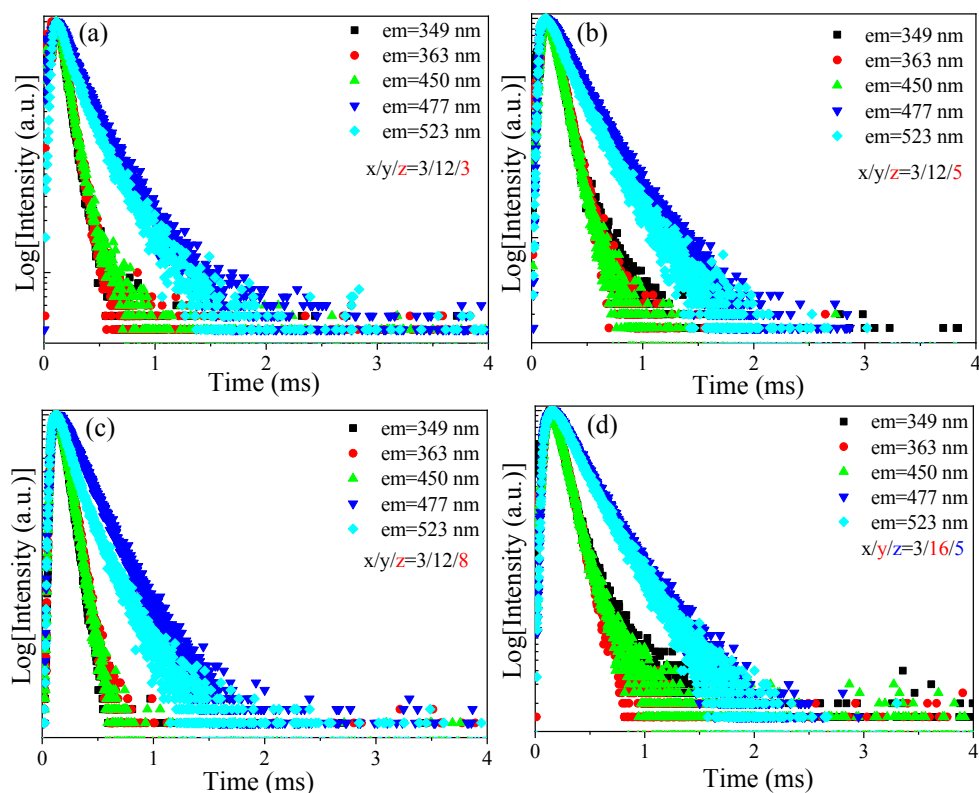 (a)
em=349 nm
em=363 nm
em=450 nm
em=477 nm
em=523 nm
x/y/z=3/12/3
Log[Intensity (a.u.)]
0 1 2 3 4
Time (ms)
(b)
em=349 nm
em=363 nm
em=450 nm
em=477 nm
em=523 nm
x/y/z=3/12/5
Log[Intensity (a.u.)]
0 1 2 3 4
Time (ms)
(c)
em=349 nm
em=363 nm
em=450 nm
em=477 nm
em=523 nm
x/y/z=3/12/8
Log[Intensity (a.u.)]
0 1 2 3 4
Time (ms)
(d)
em=349 nm
em=363 nm
em=450 nm
em=477 nm
em=523 nm
x/y/z=3/16/5
Log[Intensity (a.u.)]
0 1 2 3 4
Time (ms)